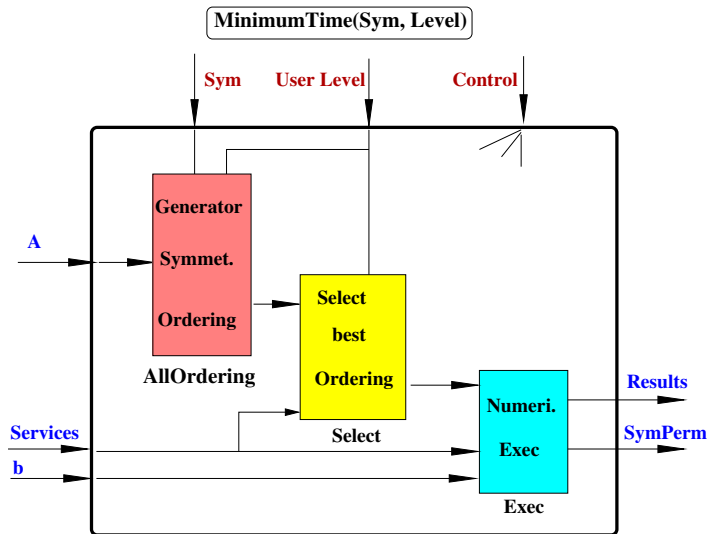 MinimumTime(Sym, Level)
Sym
User Level
Control
Generator
Symmet.
Ordering
AllOrdering
A
Select
best
Ordering
Select
Numeri.
Exec
Exec
Services
b
Results
SymPerm